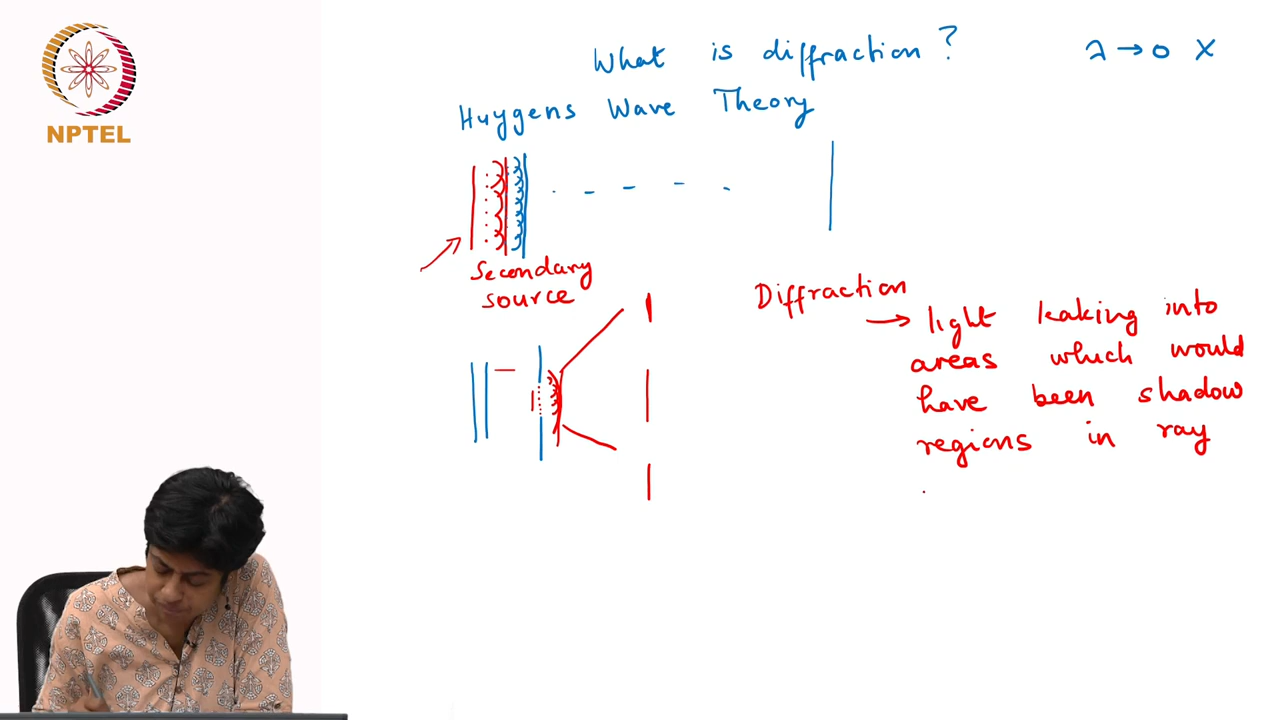 NPTEL
What is diffraction?
λ → 0 X
Huygens Wave Theory
Secondary
source
Diffraction
→ light leaking into
areas which would
have been shadow
regions in ray